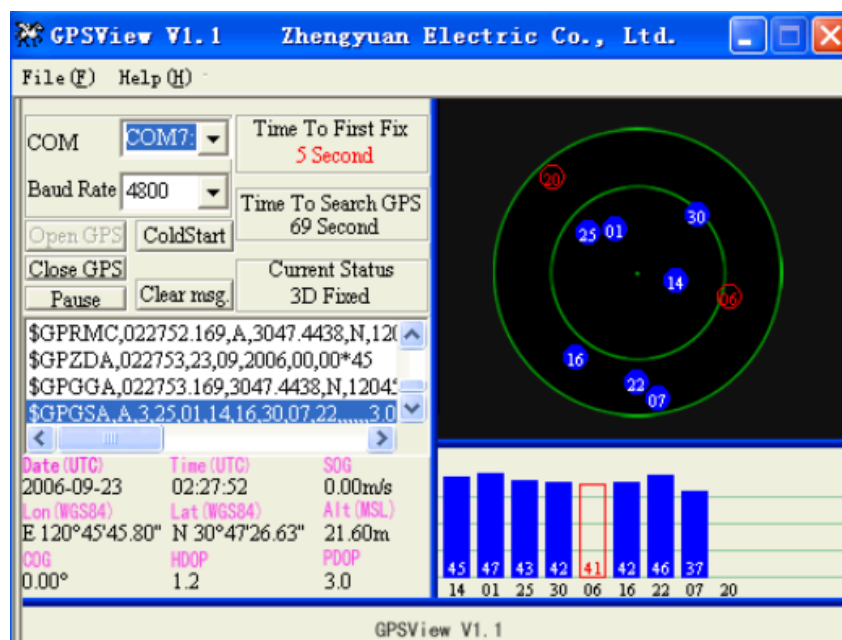 GPSView V1.1 Zhengyuan Electric Co., Ltd.
File(F) Help(H)
COM COM7:
Baud Rate 4800
Open GPS ColdStart
Close GPS
Pause Clear msg.
Time To First Fix
5 Second
Time To Search GPS
69 Second
Current Status
3D Fixed
$GPRMC,022752.169,A,3047.4438,N,120
$GPZDA,022753,23,09,2006,00,00*45
$GPGGA,022753.169,3047.4438,N,1204
$GPGSA,A,3,25,01,14,16,30,07,22,,,,,,3.0
Date(UTC) Time(UTC) SOG
2006-09-23 02:27:52 0.00m/s
Lon(WGS84) Lat(WGS84) Alt(MSL)
E 120°45'45.80" N 30°47'26.63" 21.60m
COG HDOP PDOP
0.00° 1.2 3.0
20
30
25 01
14
06
16
22
07
45 47 43 42 41 42 46 37
14 01 25 30 06 16 22 07 20
GPSView V1.1